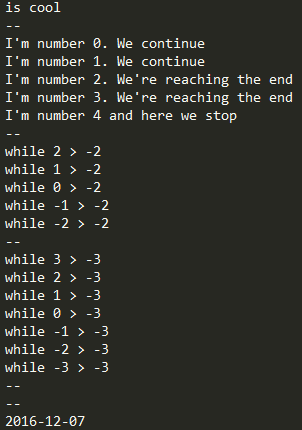 is cool
--
I'm number 0. We continue
I'm number 1. We continue
I'm number 2. We're reaching the end
I'm number 3. We're reaching the end
I'm number 4 and here we stop
--
while 2 > -2
while 1 > -2
while 0 > -2
while -1 > -2
while -2 > -2
--
while 3 > -3
while 2 > -3
while 1 > -3
while 0 > -3
while -1 > -3
while -2 > -3
while -3 > -3
--
--
2016-12-07